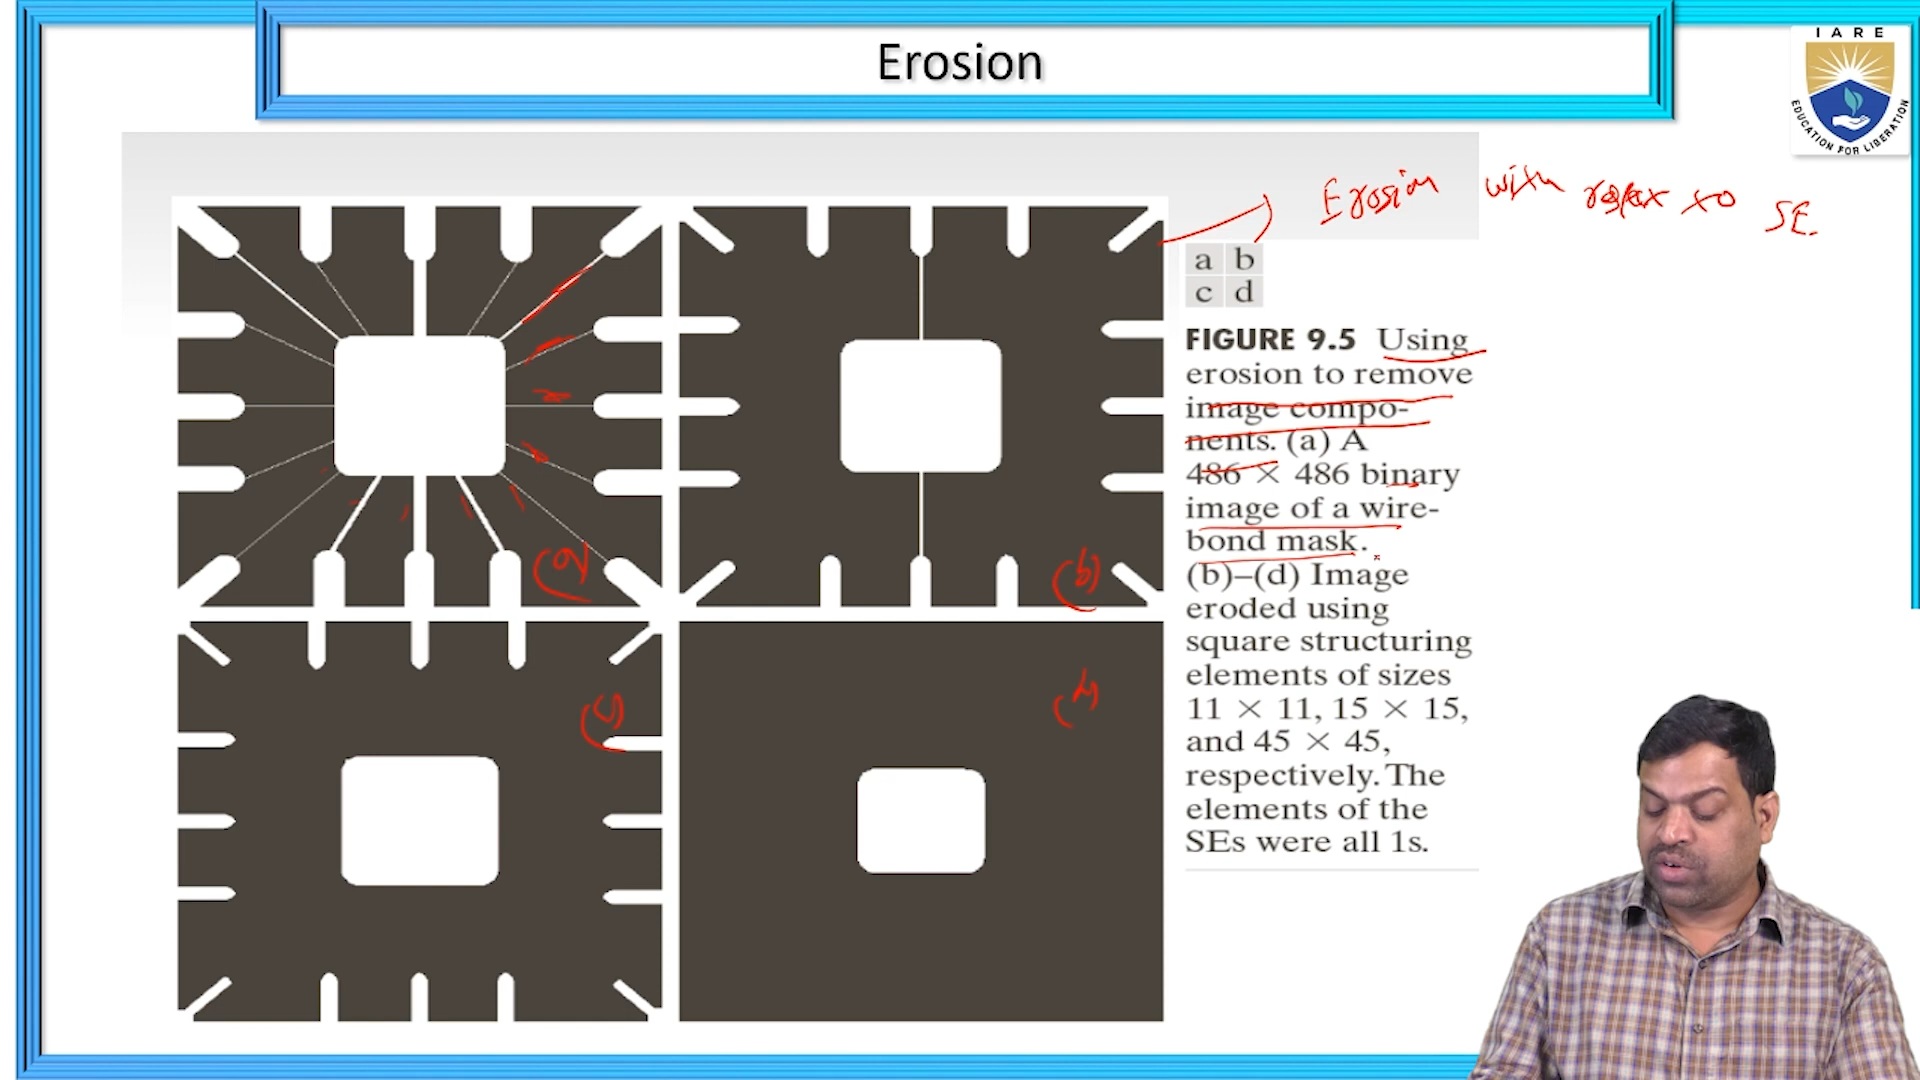 Erosion
IARE
EDUCATION FOR LIBERATION
Erosion with to SE
a b
c d
FIGURE 9.5 Using
erosion to remove
image compo-
nents. (a) A
486 × 486 binary
image of a wire-
bond mask.
(b)–(d) Image
eroded using
square structuring
elements of sizes
11 × 11, 15 × 15,
and 45 × 45,
respectively. The
elements of the
SEs were all 1s.
(a)
(b)
(c)